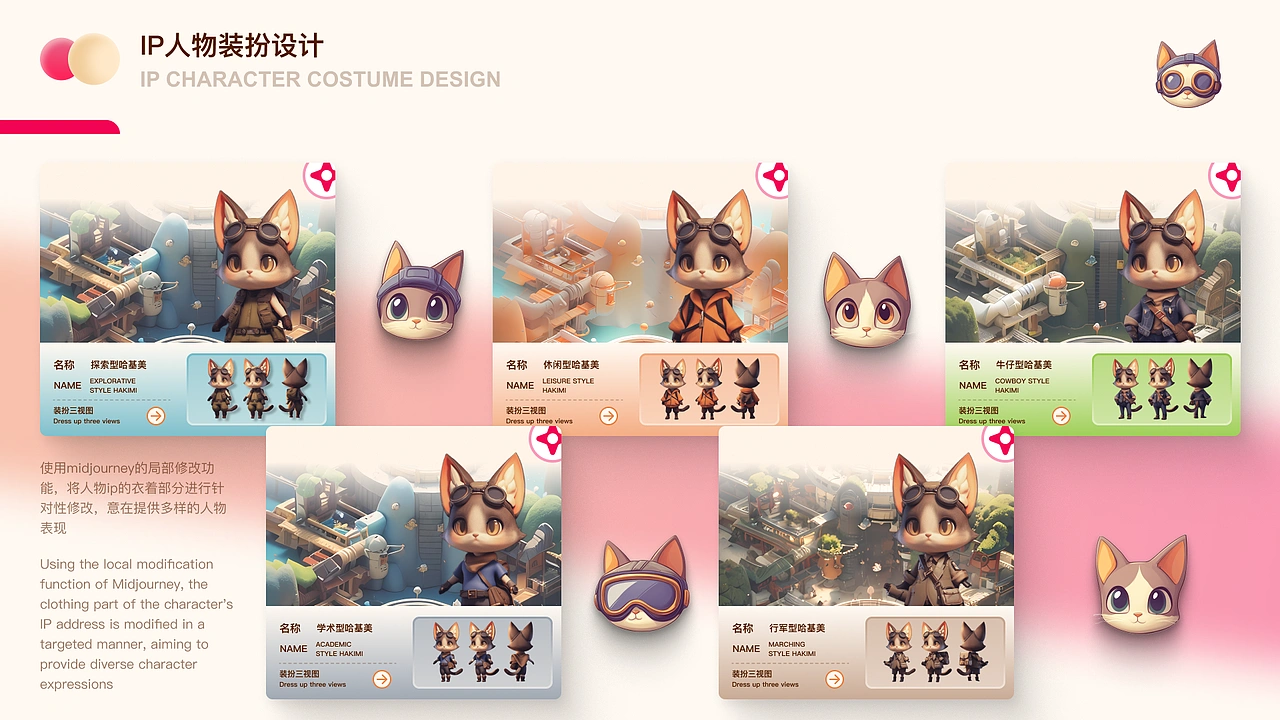 IP人物装扮设计
IP CHARACTER COSTUME DESIGN
名称 探索型哈基美
NAME EXPLORATIVE
STYLE HAKIMI
装扮三视图
Dress up three views
名称 休闲型哈基美
NAME LEISURE STYLE
HAKIMI
装扮三视图
Dress up three views
名称 牛仔型哈基美
NAME COWBOY STYLE
HAKIMI
装扮三视图
Dress up three views
使用midjourney的局部修改功
能，将人物ip的衣着部分进行针
对性修改，意在提供多样的人物
表现
Using the local modification
function of Midjourney, the
clothing part of the character's
IP address is modified in a
targeted manner, aiming to
provide diverse character
expressions
名称 学术型哈基美
NAME ACADEMIC
STYLE HAKIMI
装扮三视图
Dress up three views
名称 行军型哈基美
NAME MARCHING
STYLE HAKIMI
装扮三视图
Dress up three views